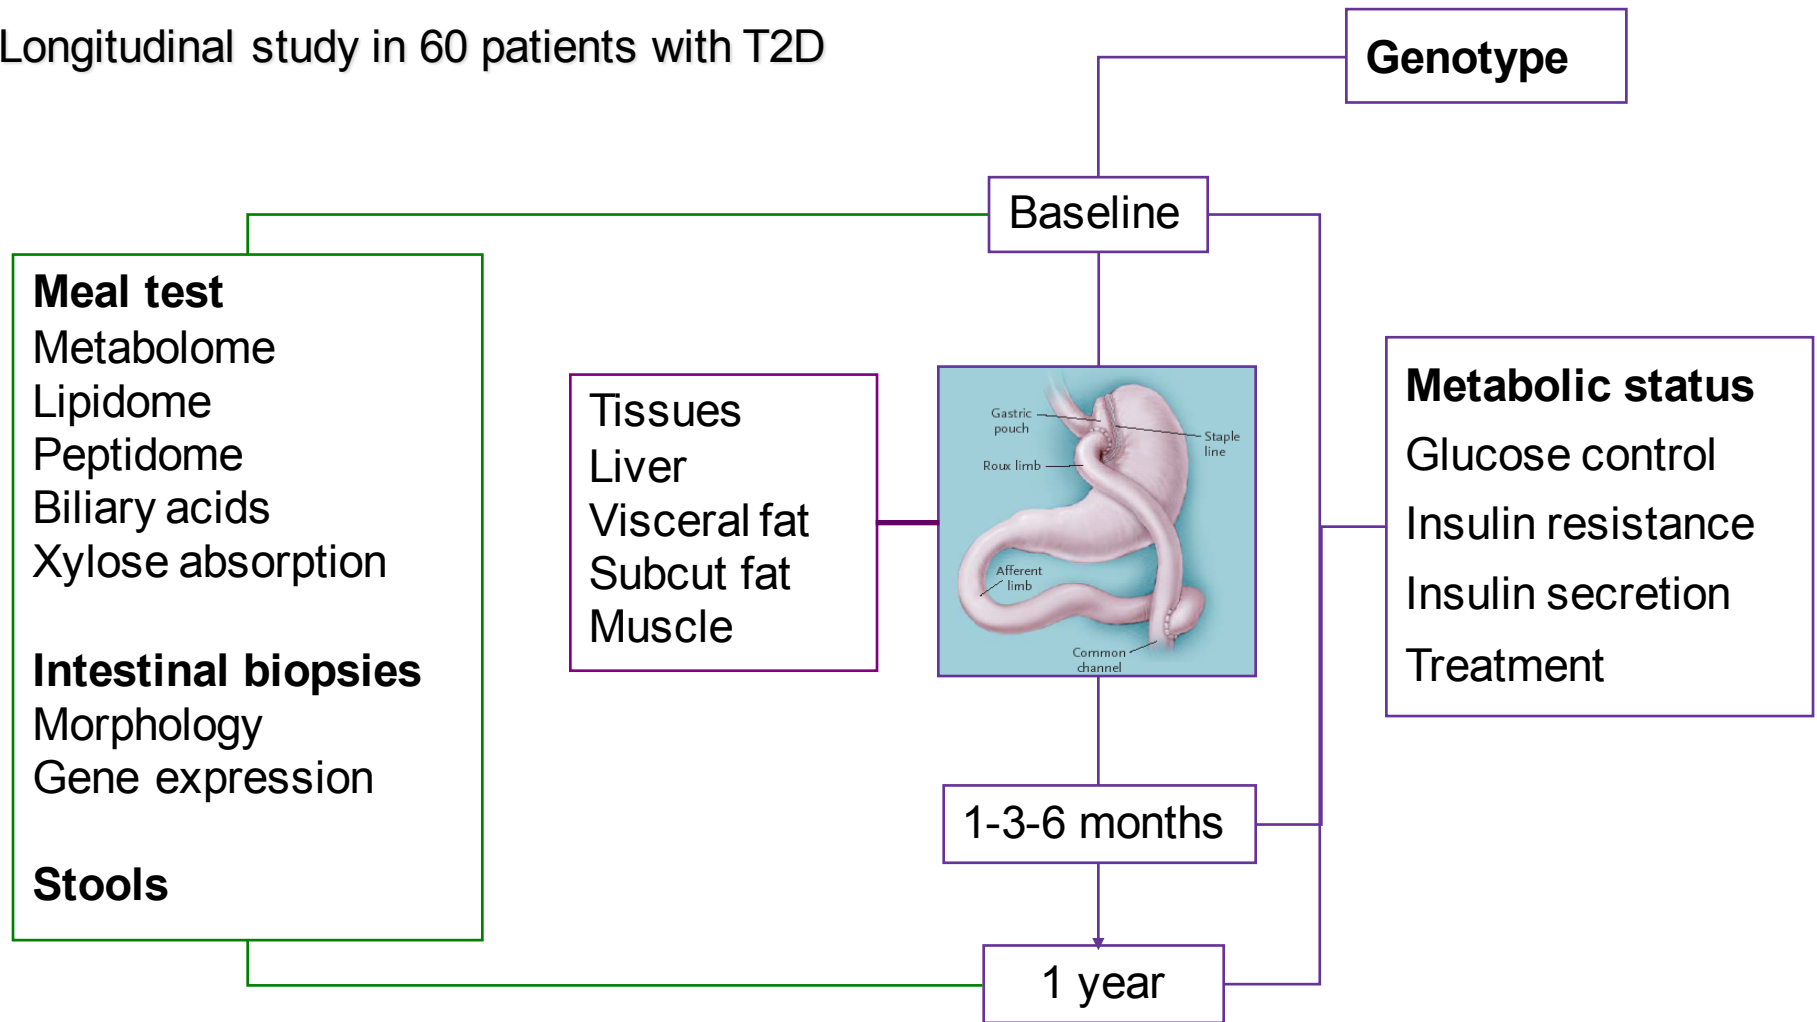 Longitudinal study in 60 patients with T2D
Genotype
Baseline
Meal test
Metabolome
Lipidome
Peptidome
Biliary acids
Xylose absorption
Intestinal biopsies
Morphology
Gene expression
Stools
Tissues
Liver
Visceral fat
Subcut fat
Muscle
Gastric
pouch
Staple
line
Roux limb
Afferent
limb
Common
channel
Metabolic status
Glucose control
Insulin resistance
Insulin secretion
Treatment
1-3-6 months
1 year